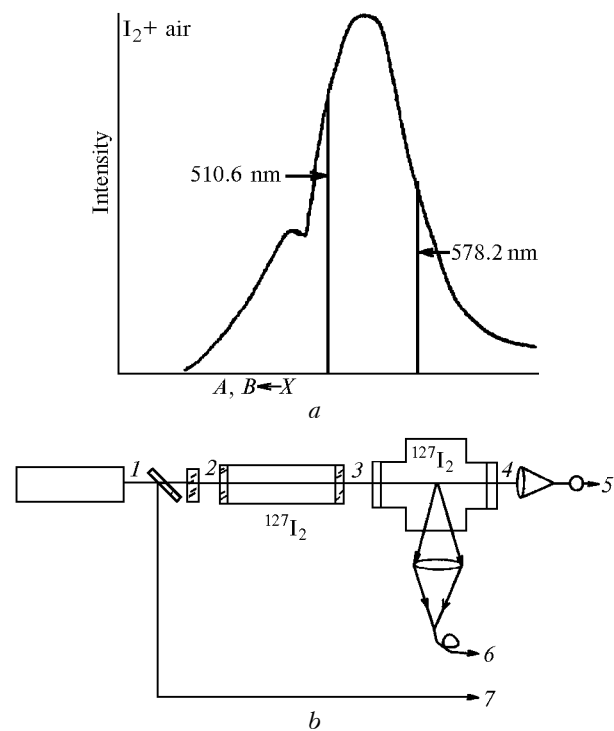 I₂+ air
Intensity
510.6 nm
578.2 nm
A, B←X
a
1 2 3 ¹²⁷I₂ 4 5
¹²⁷I₂
6
7
b